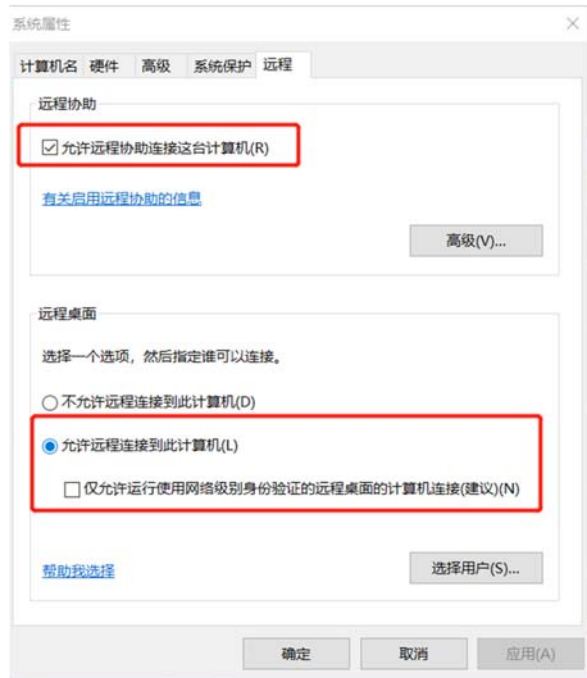 系统属性
计算机名 硬件 高级 系统保护 远程
远程协助
允许远程协助连接这台计算机(R)
有关启用远程协助的信息
高级(V)...
远程桌面
选择一个选项，然后指定谁可以连接。
不允许远程连接到此计算机(D)
允许远程连接到此计算机(L)
仅允许运行使用网络级别身份验证的远程桌面的计算机连接(建议)(N)
帮助我选择 选择用户(S)...
确定 取消 应用(A)